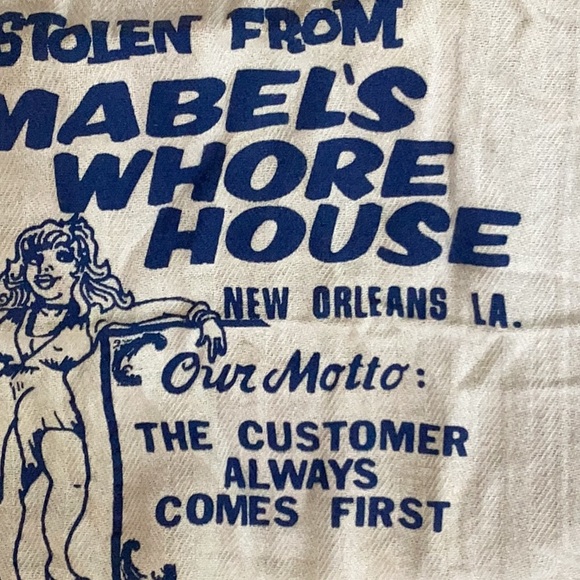 STOLEN FROM
MABEL'S
WHORE
HOUSE
NEW ORLEANS LA.
Our Motto:
THE CUSTOMER
ALWAYS
COMES FIRST